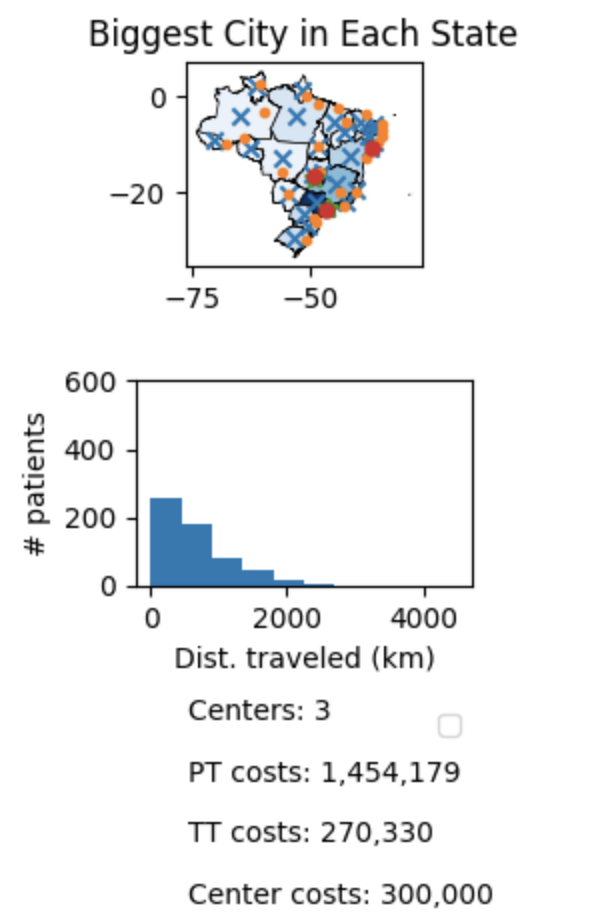 Biggest City in Each State
0
−20
−75 −50
600
400
200
0
# patients
0 2000 4000
Dist. traveled (km)
Centers: 3
PT costs: 1,454,179
TT costs: 270,330
Center costs: 300,000